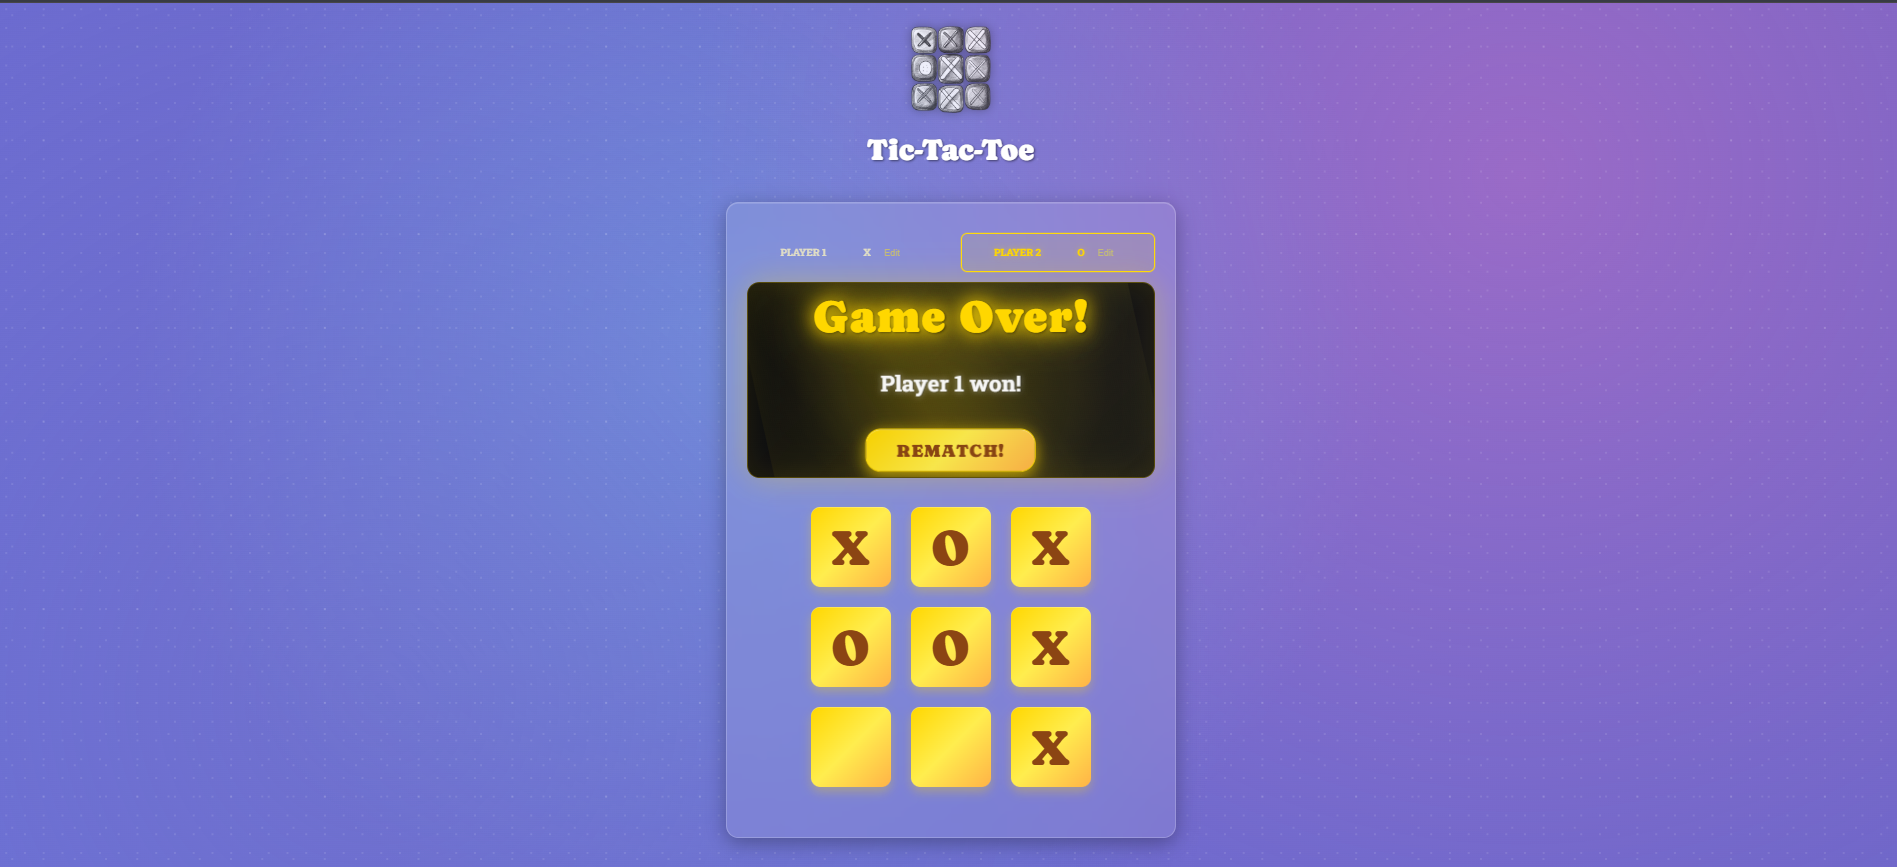 Tic-Tac-Toe
PLAYER 1 X Edit PLAYER 2 O Edit
Game Over!
Player 1 won!
REMATCH!
X O X
O O X
X